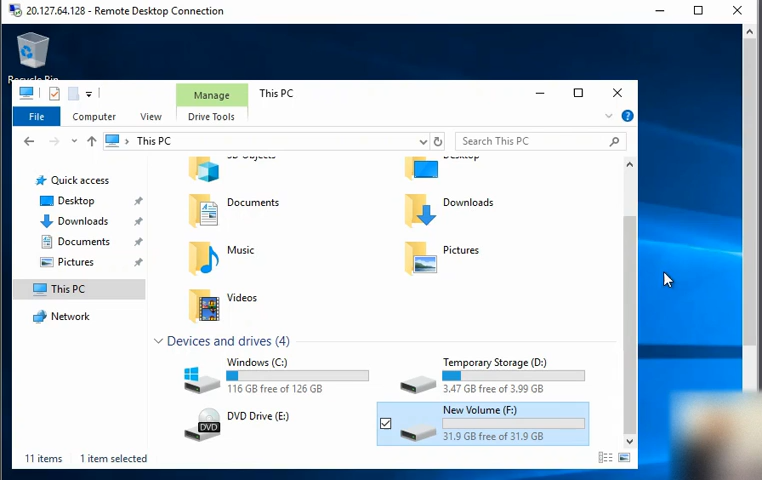 20.127.64.128 - Remote Desktop Connection
Recycle Bin
Manage
This PC
File
Computer
View
Drive Tools
This PC
Search This PC
Quick access
Desktop
Downloads
Documents
Pictures
This PC
Network
3D Objects
Desktop
Documents
Downloads
Music
Pictures
Videos
Devices and drives (4)
Windows (C:)
116 GB free of 126 GB
Temporary Storage (D:)
3.47 GB free of 3.99 GB
DVD Drive (E:)
DVD
New Volume (F:)
31.9 GB free of 31.9 GB
11 items
1 item selected